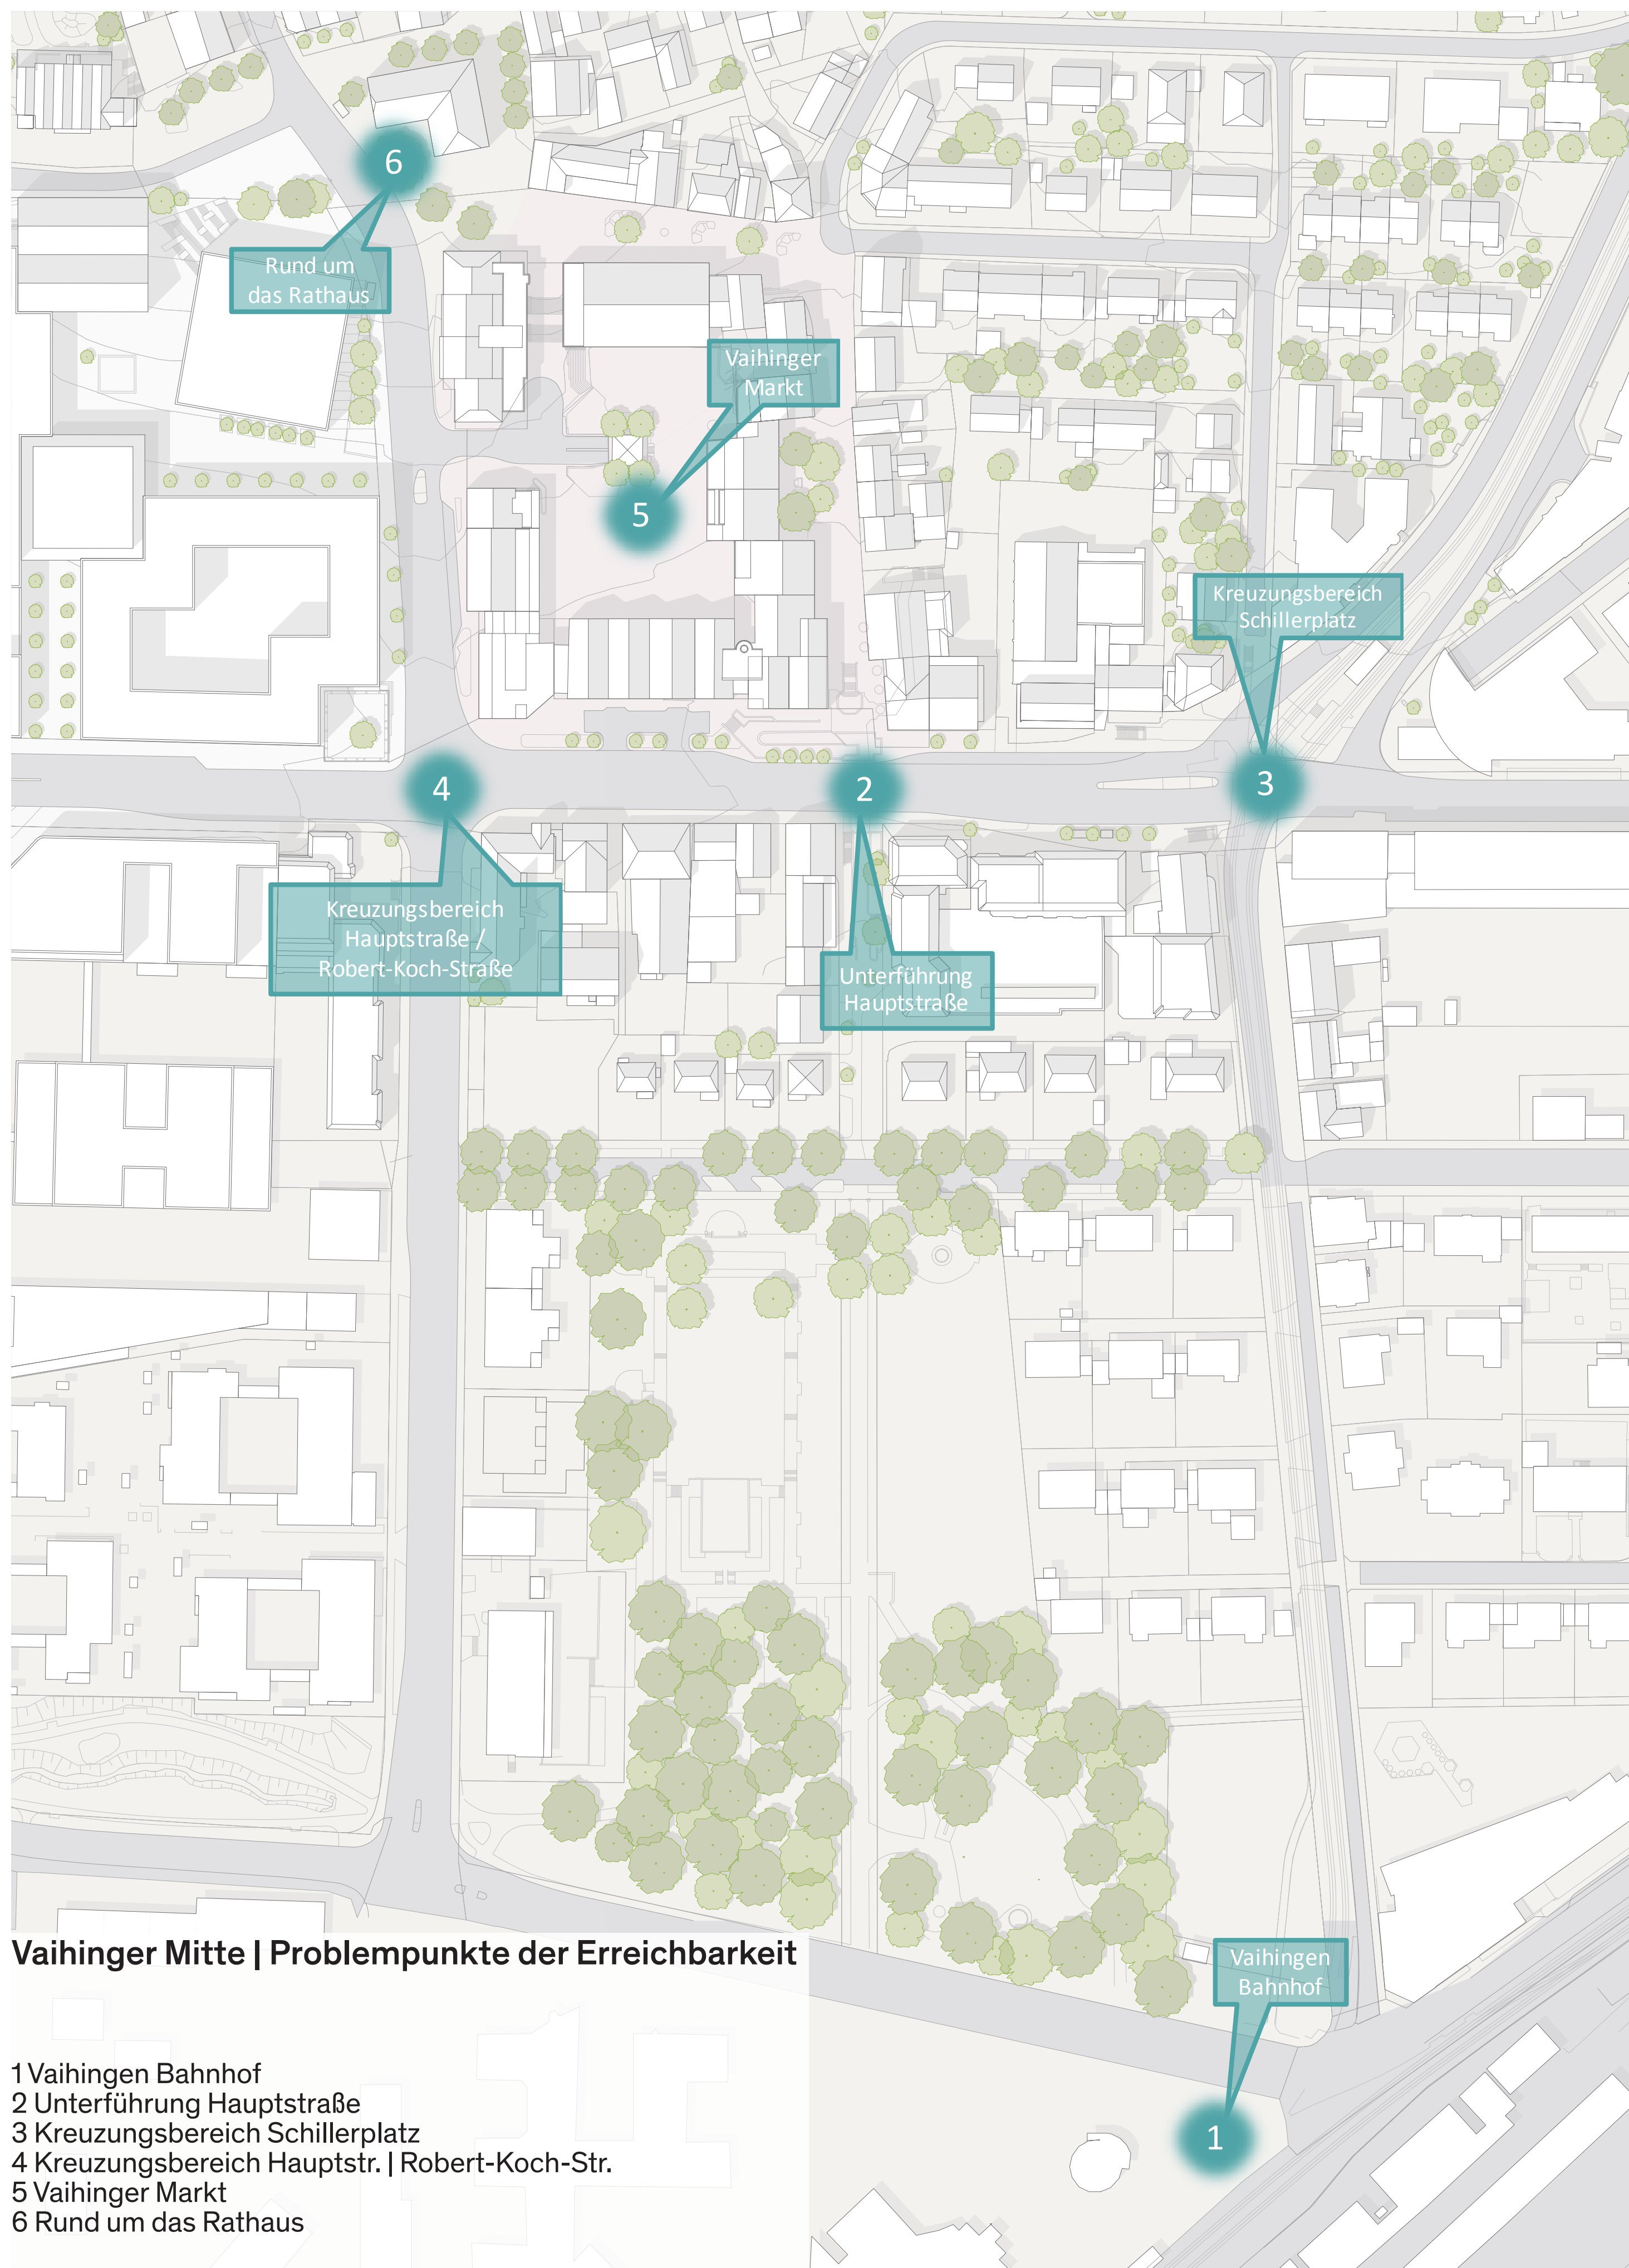 6
Rund um
das Rathaus
Vaihinger
Markt
5
Kreuzungsbereich
Schillerplatz
4
2
3
Kreuzungsbereich
Hauptstraße /
Robert-Koch-Straße
Unterführung
Hauptstraße
Vaihinger Mitte | Problempunkte der Erreichbarkeit
Vaihingen
Bahnhof
1
1 Vaihingen Bahnhof
2 Unterführung Hauptstraße
3 Kreuzungsbereich Schillerplatz
4 Kreuzungsbereich Hauptstr. | Robert-Koch-Str.
5 Vaihinger Markt
6 Rund um das Rathaus